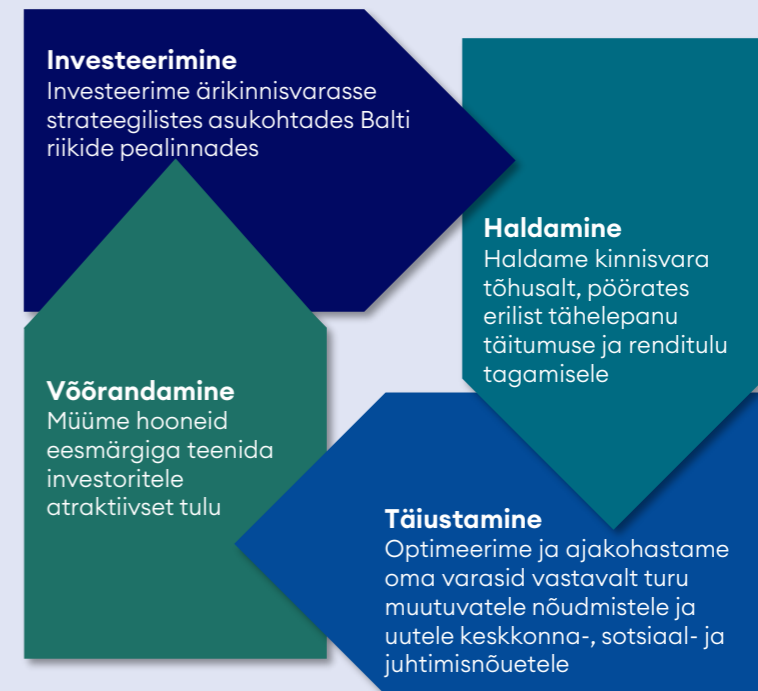 Investeerimine
Investeerime ärikinnisvarasse
strateegilistes asukohtades Balti
riikide pealinnades
Haldamine
Haldame kinnisvara
tõhusalt, pöörates
erilist tähelepanu
täitumuse ja renditulu
tagamisele
Täiustamine
Optimeerime ja ajakohastame
oma varasid vastavalt turu
muutuvatele nõudmistele ja
uutele keskkonna-, sotsiaal- ja
juhtimisnõuetele
Võõrandamine
Müüme hooneid
eesmärgiga teenida
investoritele
atraktiivset tulu